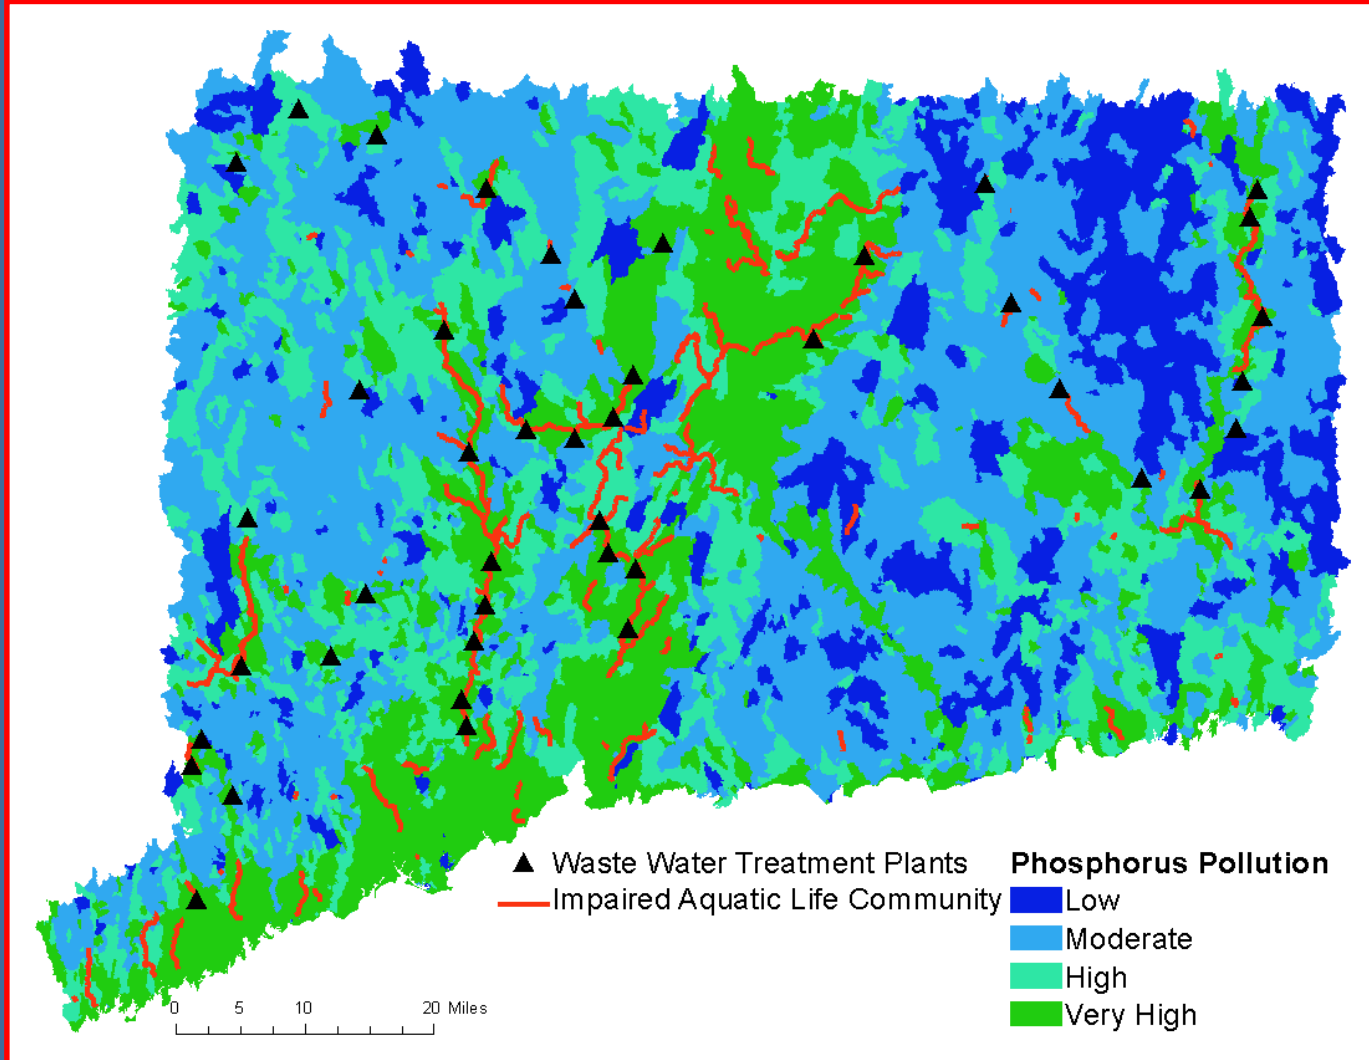 Waste Water Treatment Plants
Impaired Aquatic Life Community
Phosphorus Pollution
Low
Moderate
High
Very High
0 5 10 20 Miles